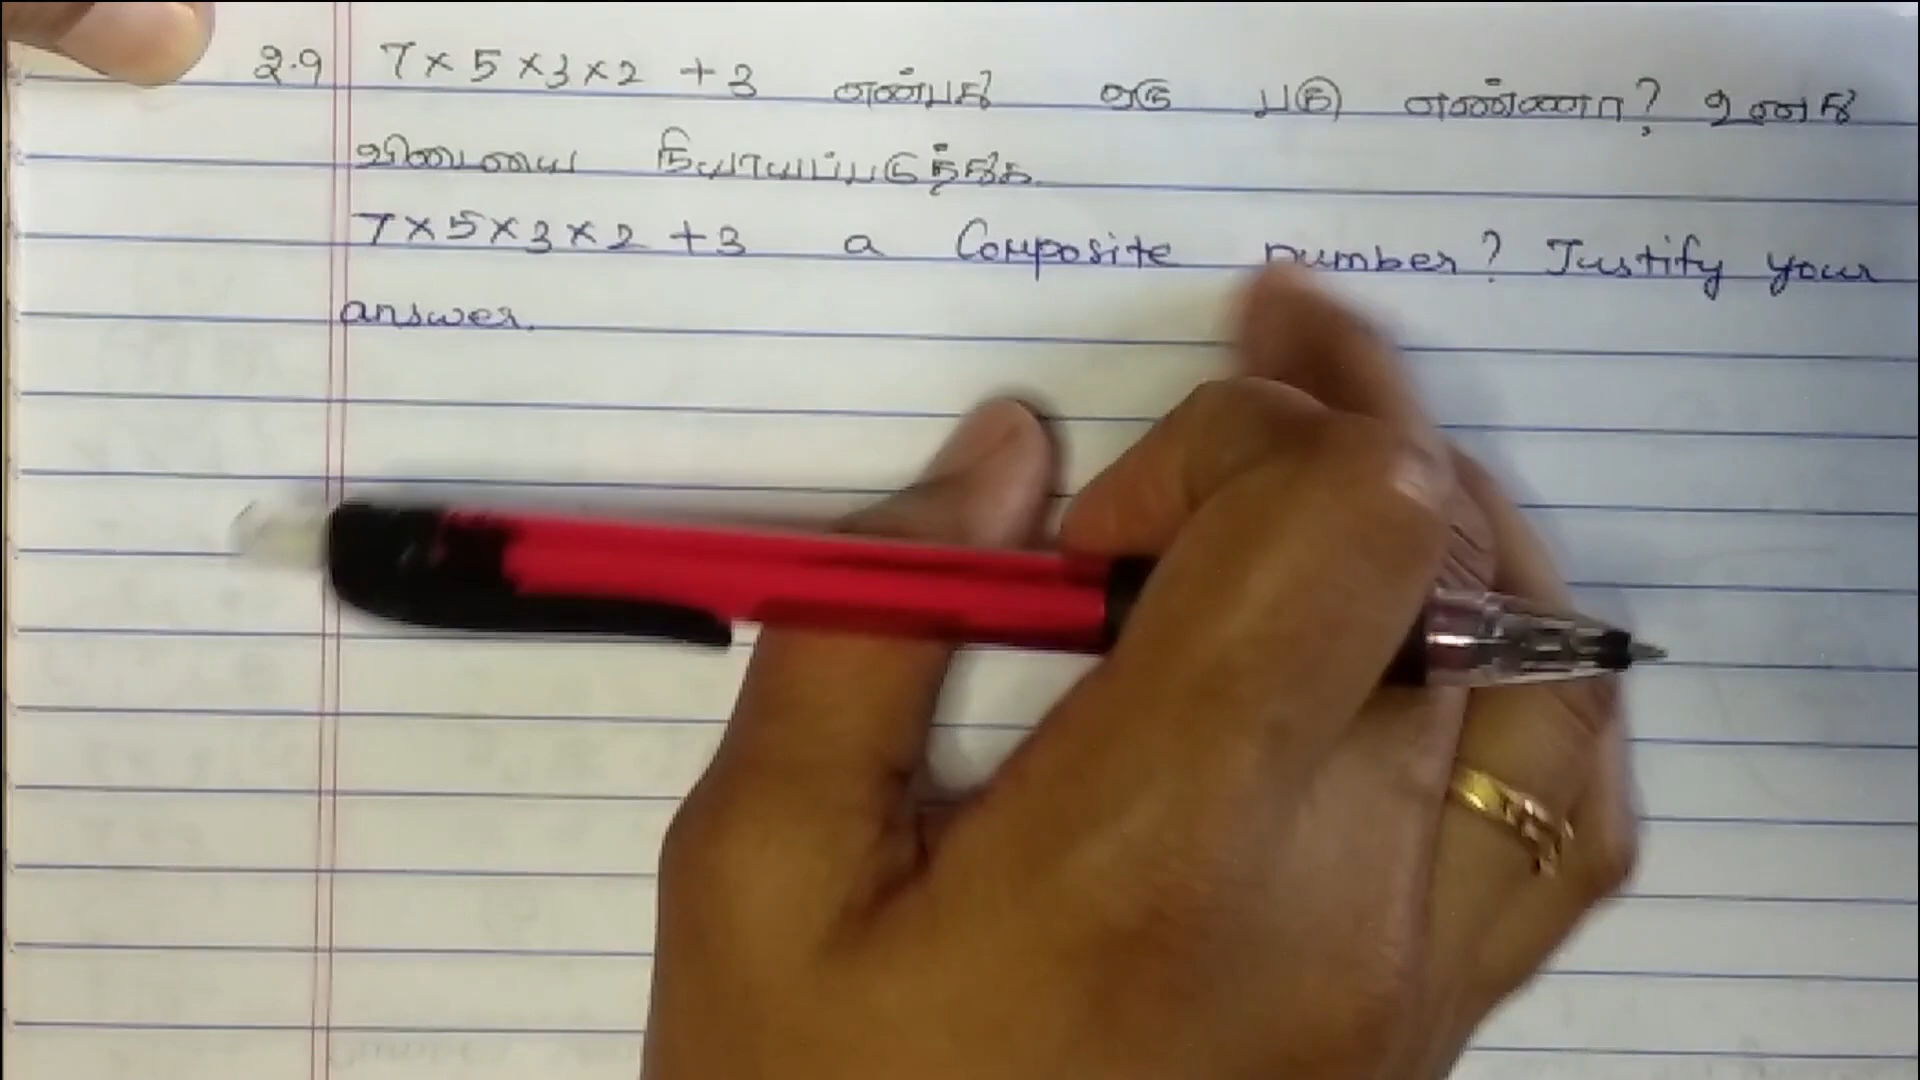 2.9 7×5×3×2 +3 என்பது ஒரு பகு எண்ணா? உனது
விடையை நியாயப்படுத்துக.
7×5×3×2 +3 a Composite number? Justify your
answer.